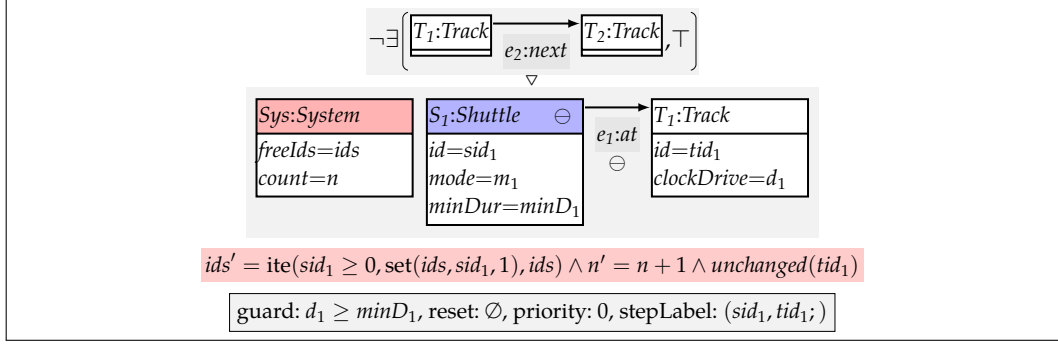 ¬∃(T₁:Track e₂:next T₂:Track, ⊤)
▽
Sys:System S₁:Shuttle ⊖ T₁:Track
e₁:at
⊖
freeIds=ids id=sid₁ id=tid₁
count=n mode=m₁ clockDrive=d₁
minDur=minD₁
ids′ = ite(sid₁ ≥ 0, set(ids, sid₁, 1), ids) ∧ n′ = n + 1 ∧ unchanged(tid₁)
guard: d₁ ≥ minD₁, reset: ∅, priority: 0, stepLabel: (sid₁, tid₁; )